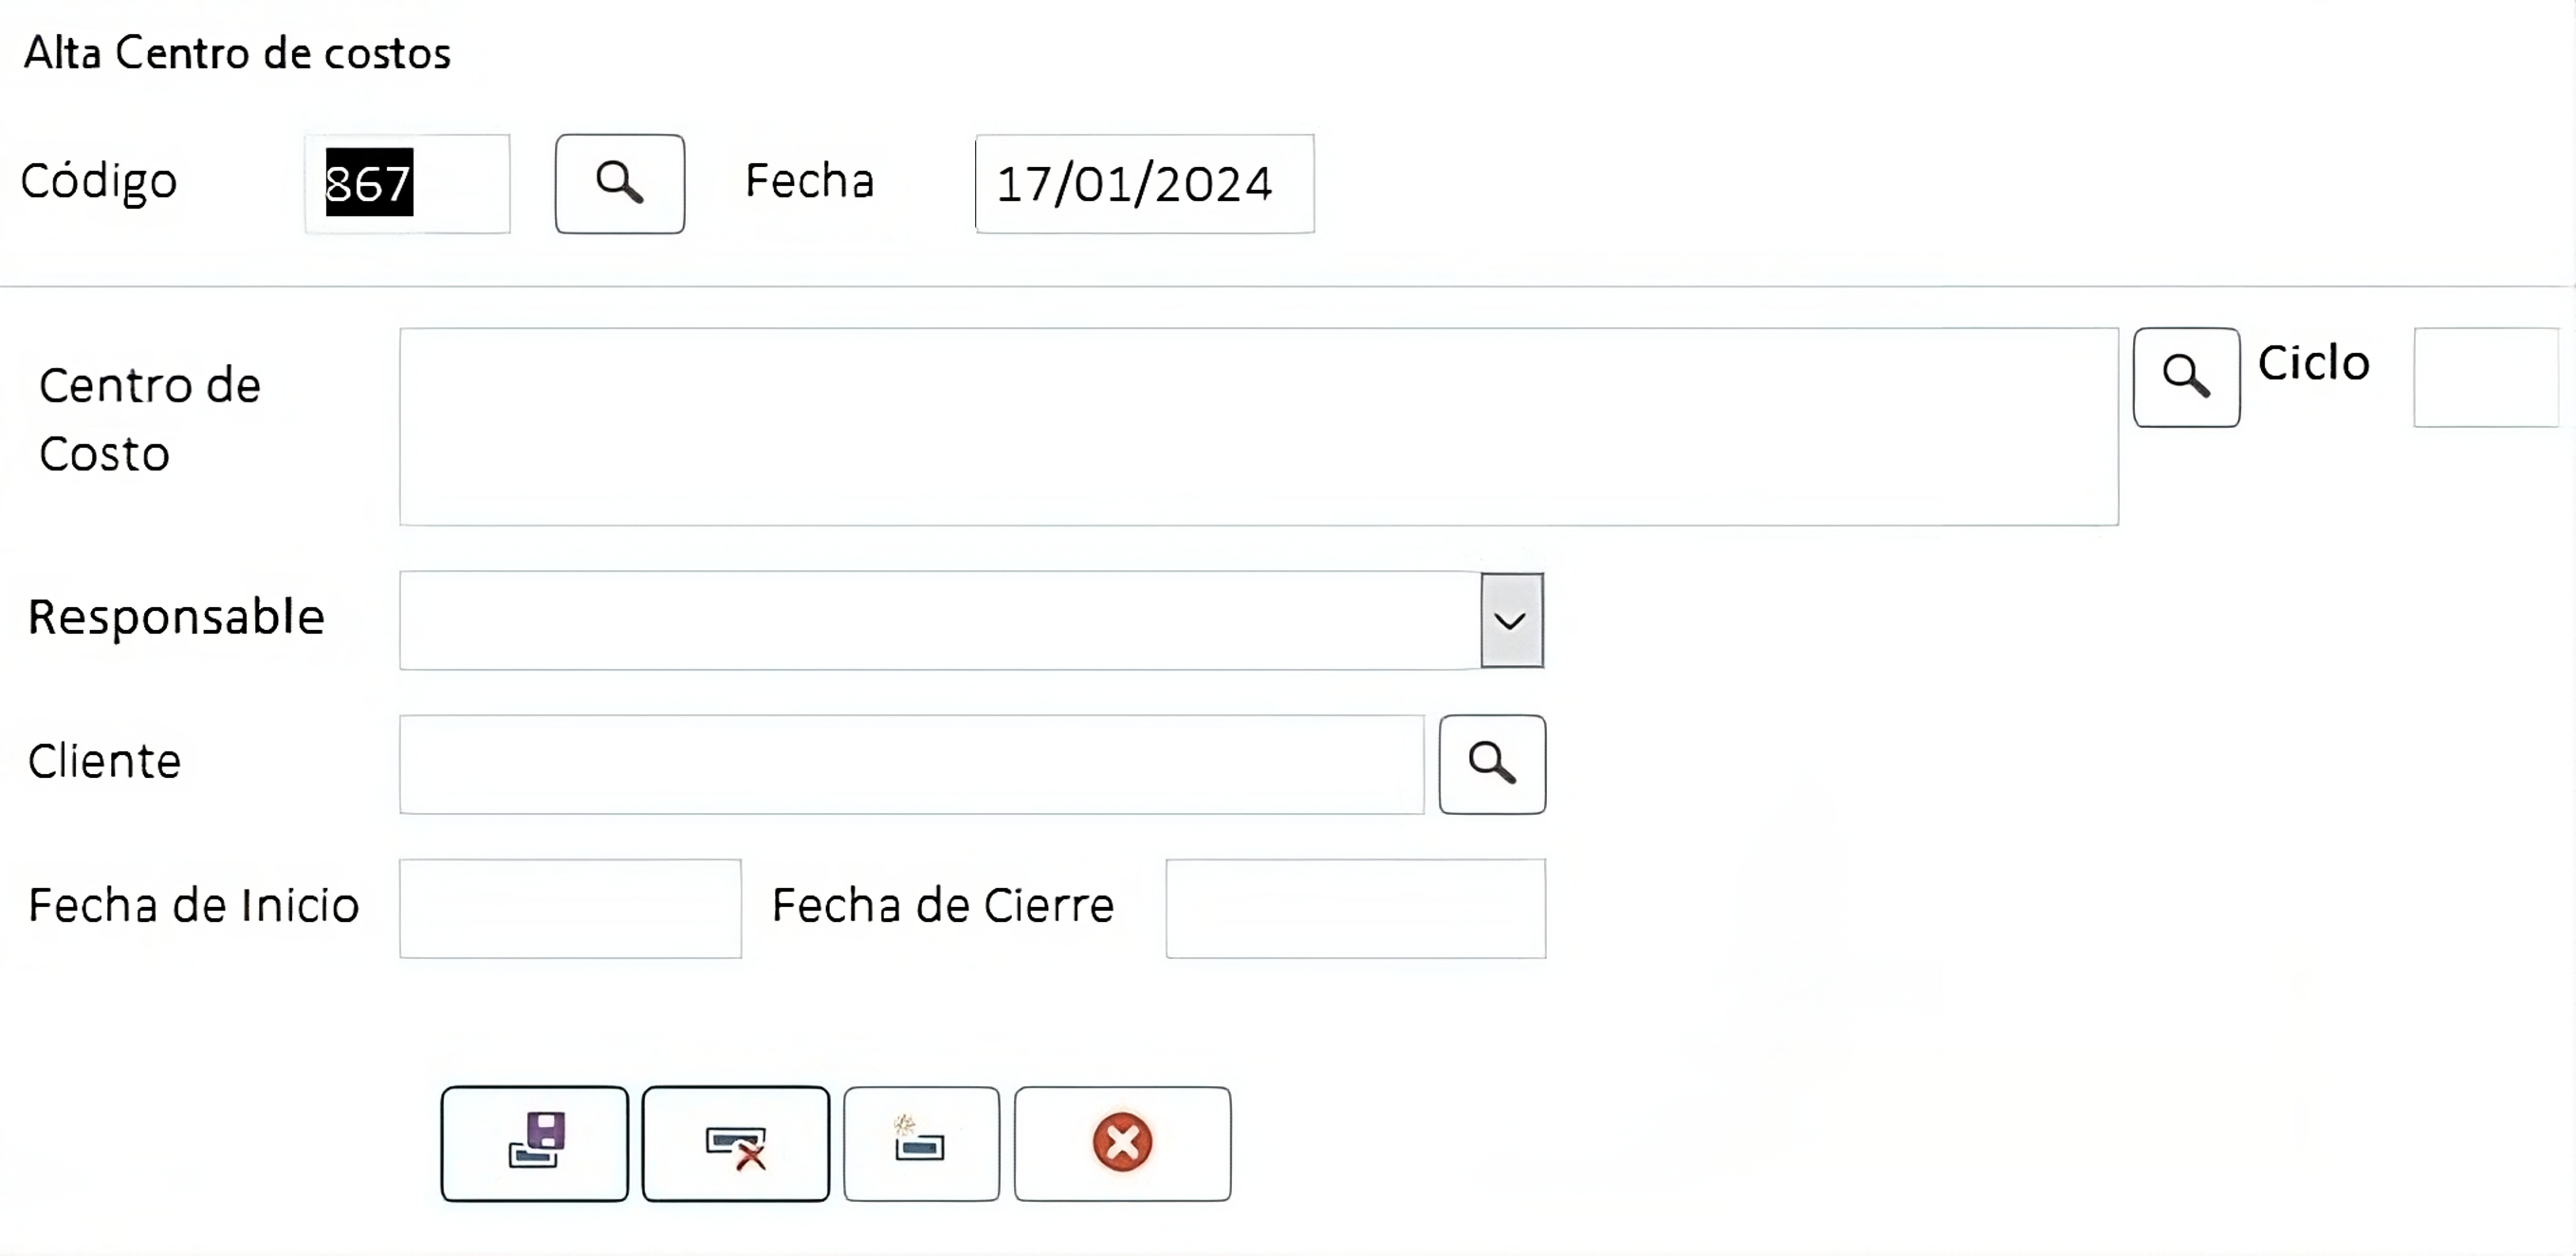 Alta Centro de costos
Código 867 Fecha 17/01/2024
Centro de
Costo
Ciclo
Responsable
Cliente
Fecha de Inicio Fecha de Cierre